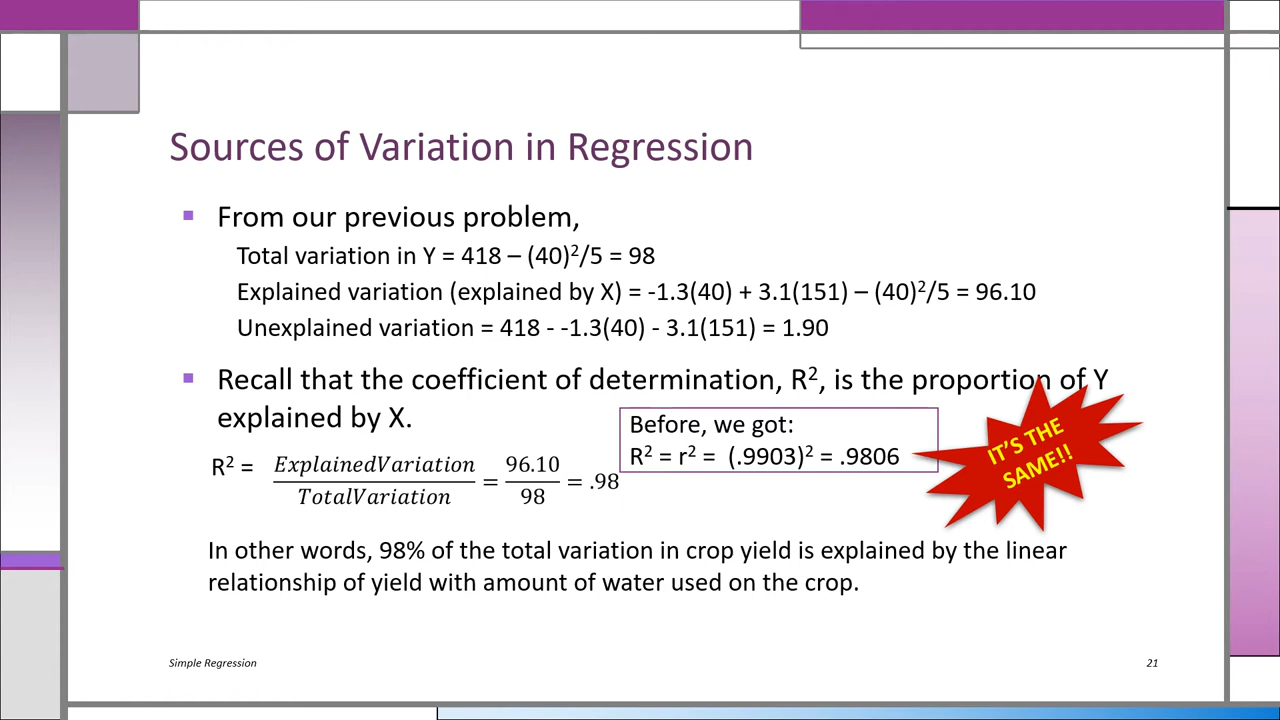 Sources of Variation in Regression
▪ From our previous problem,
Total variation in Y = 418 – (40)²/5 = 98
Explained variation (explained by X) = -1.3(40) + 3.1(151) – (40)²/5 = 96.10
Unexplained variation = 418 - -1.3(40) - 3.1(151) = 1.90
▪ Recall that the coefficient of determination, R², is the proportion of Y
explained by X.
Before, we got:
R² = r² = (.9903)² = .9806
IT'S THE
SAME!!
R² = ExplainedVariation / TotalVariation = 96.10 / 98 = .98
In other words, 98% of the total variation in crop yield is explained by the linear
relationship of yield with amount of water used on the crop.
Simple Regression
21